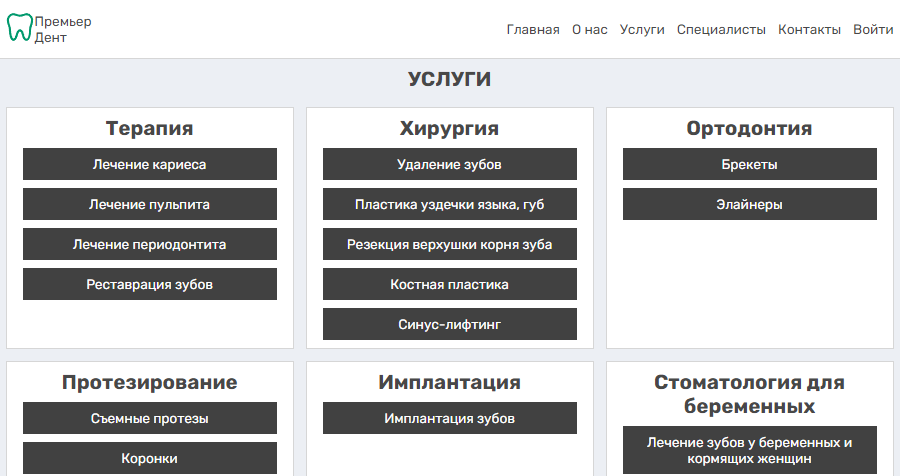 Премьер
Дент
Главная О нас Услуги Специалисты Контакты Войти
УСЛУГИ
Терапия
Лечение кариеса
Лечение пульпита
Лечение периодонтита
Реставрация зубов
Хирургия
Удаление зубов
Пластика уздечки языка, губ
Резекция верхушки корня зуба
Костная пластика
Синус-лифтинг
Ортодонтия
Брекеты
Элайнеры
Протезирование
Съемные протезы
Коронки
Имплантация
Имплантация зубов
Стоматология для
беременных
Лечение зубов у беременных и
кормящих женщин